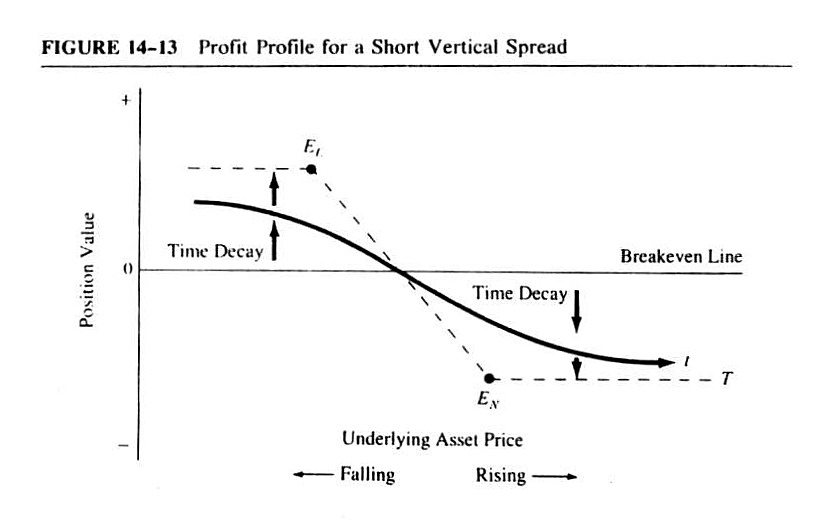 FIGURE 14-13 Profit Profile for a Short Vertical Spread
+
E_L
Time Decay
Breakeven Line
Position Value
0
Time Decay
t
T
E_N
−
Underlying Asset Price
← Falling
Rising →